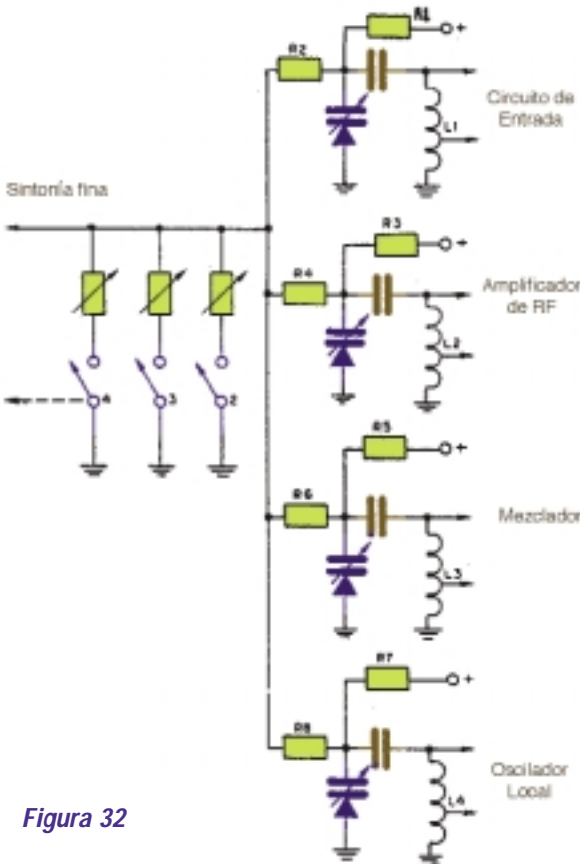 R1
+
R2
Circuito de
Entrada
L1
Sintonía fina
R3
+
R4
Amplificador
de RF
L2
4
3
2
R5
+
R6
Mezclador
L3
R7
+
R8
Oscilador
Local
L4
Figura 32